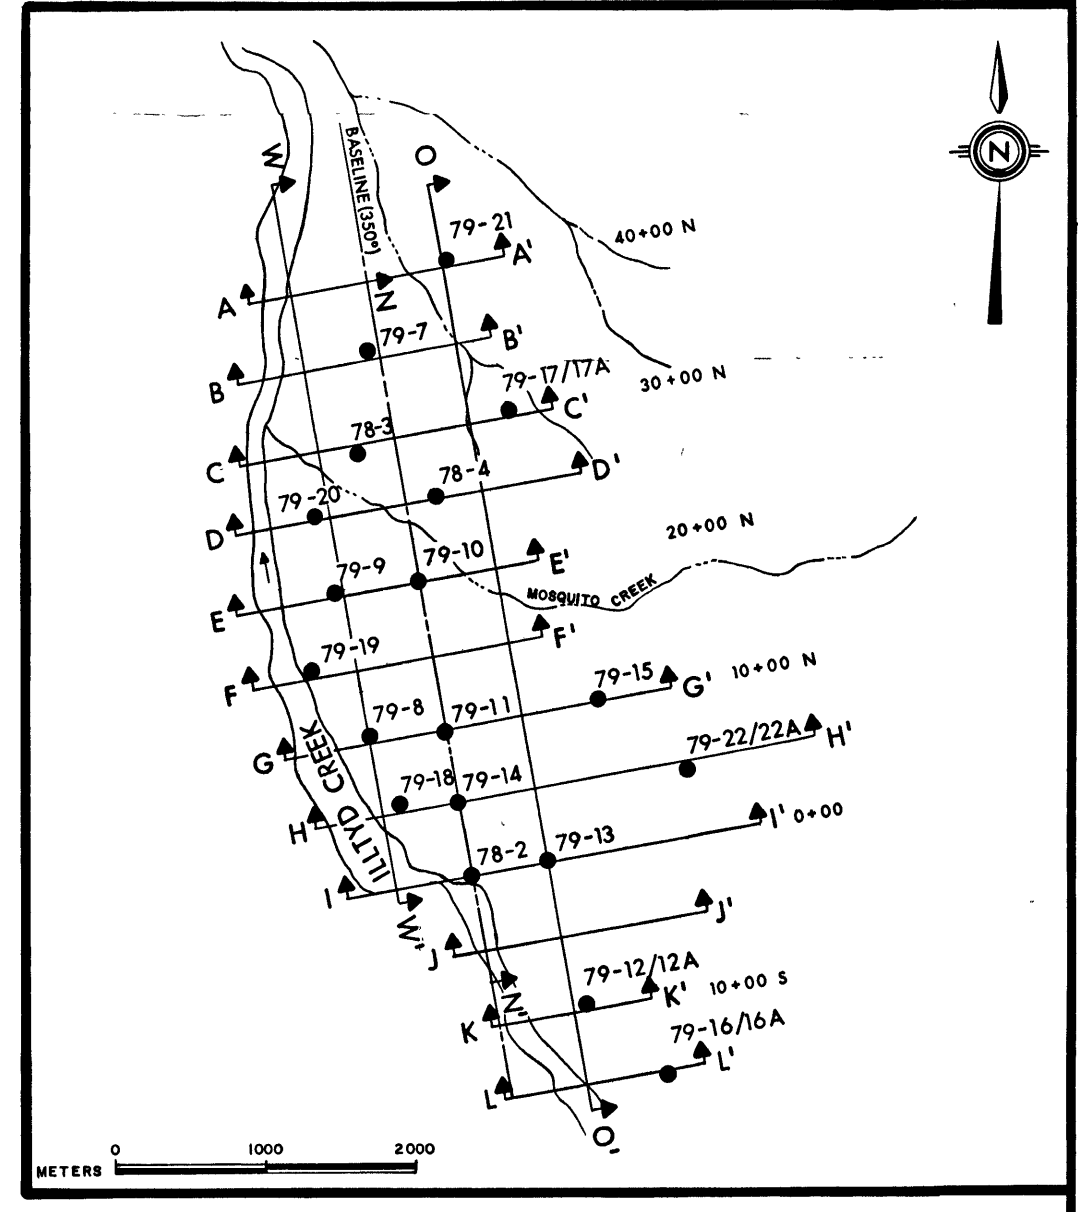 W
O
BASELINE (350°)
79-21
40+00 N
N
A'
A
N
79-7
B'
B
79-17/17A
30+00 N
C'
78-3
C
78-4
D'
79-20
D
20+00 N
79-10
E'
79-9
MOSQUITO CREEK
E
F'
79-19
79-15
10+00 N
G'
F
79-8
79-11
79-22/22A
H'
G
ILLTYD CREEK
79-18
79-14
H
I'
0+00
78-2
79-13
I
W'
J'
J
79-12/12A
K'
10+00 S
N'
K
79-16/16A
L'
L
O'
0 1000 2000
METERS